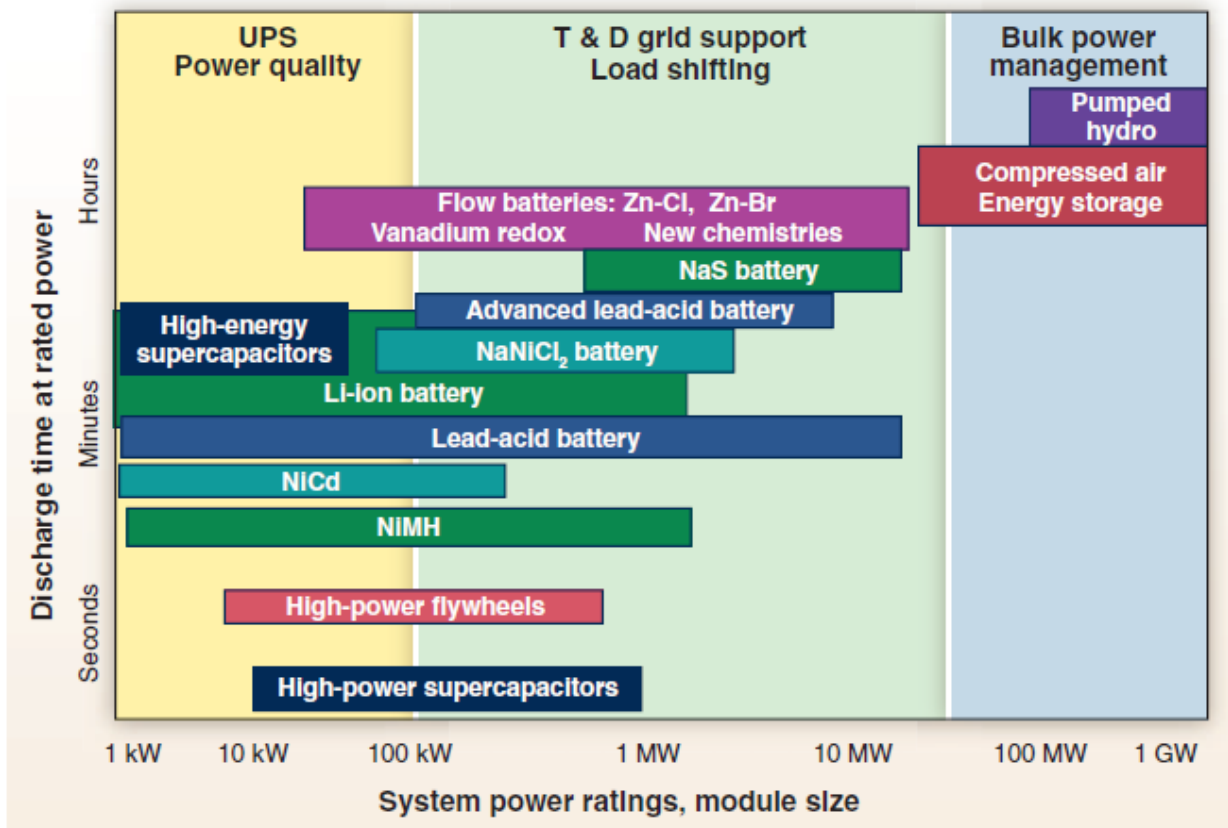 UPS
Power quality
T & D grid support
Load shifting
Bulk power
management
Pumped
hydro
Compressed air
Energy storage
Flow batteries: Zn-Cl, Zn-Br
Vanadium redox New chemistries
NaS battery
Advanced lead-acid battery
High-energy
supercapacitors
NaNiCl₂ battery
Li-ion battery
Lead-acid battery
NiCd
NiMH
High-power flywheels
High-power supercapacitors
Discharge time at rated power
Hours
Minutes
Seconds
1 kW 10 kW 100 kW 1 MW 10 MW 100 MW 1 GW
System power ratings, module size